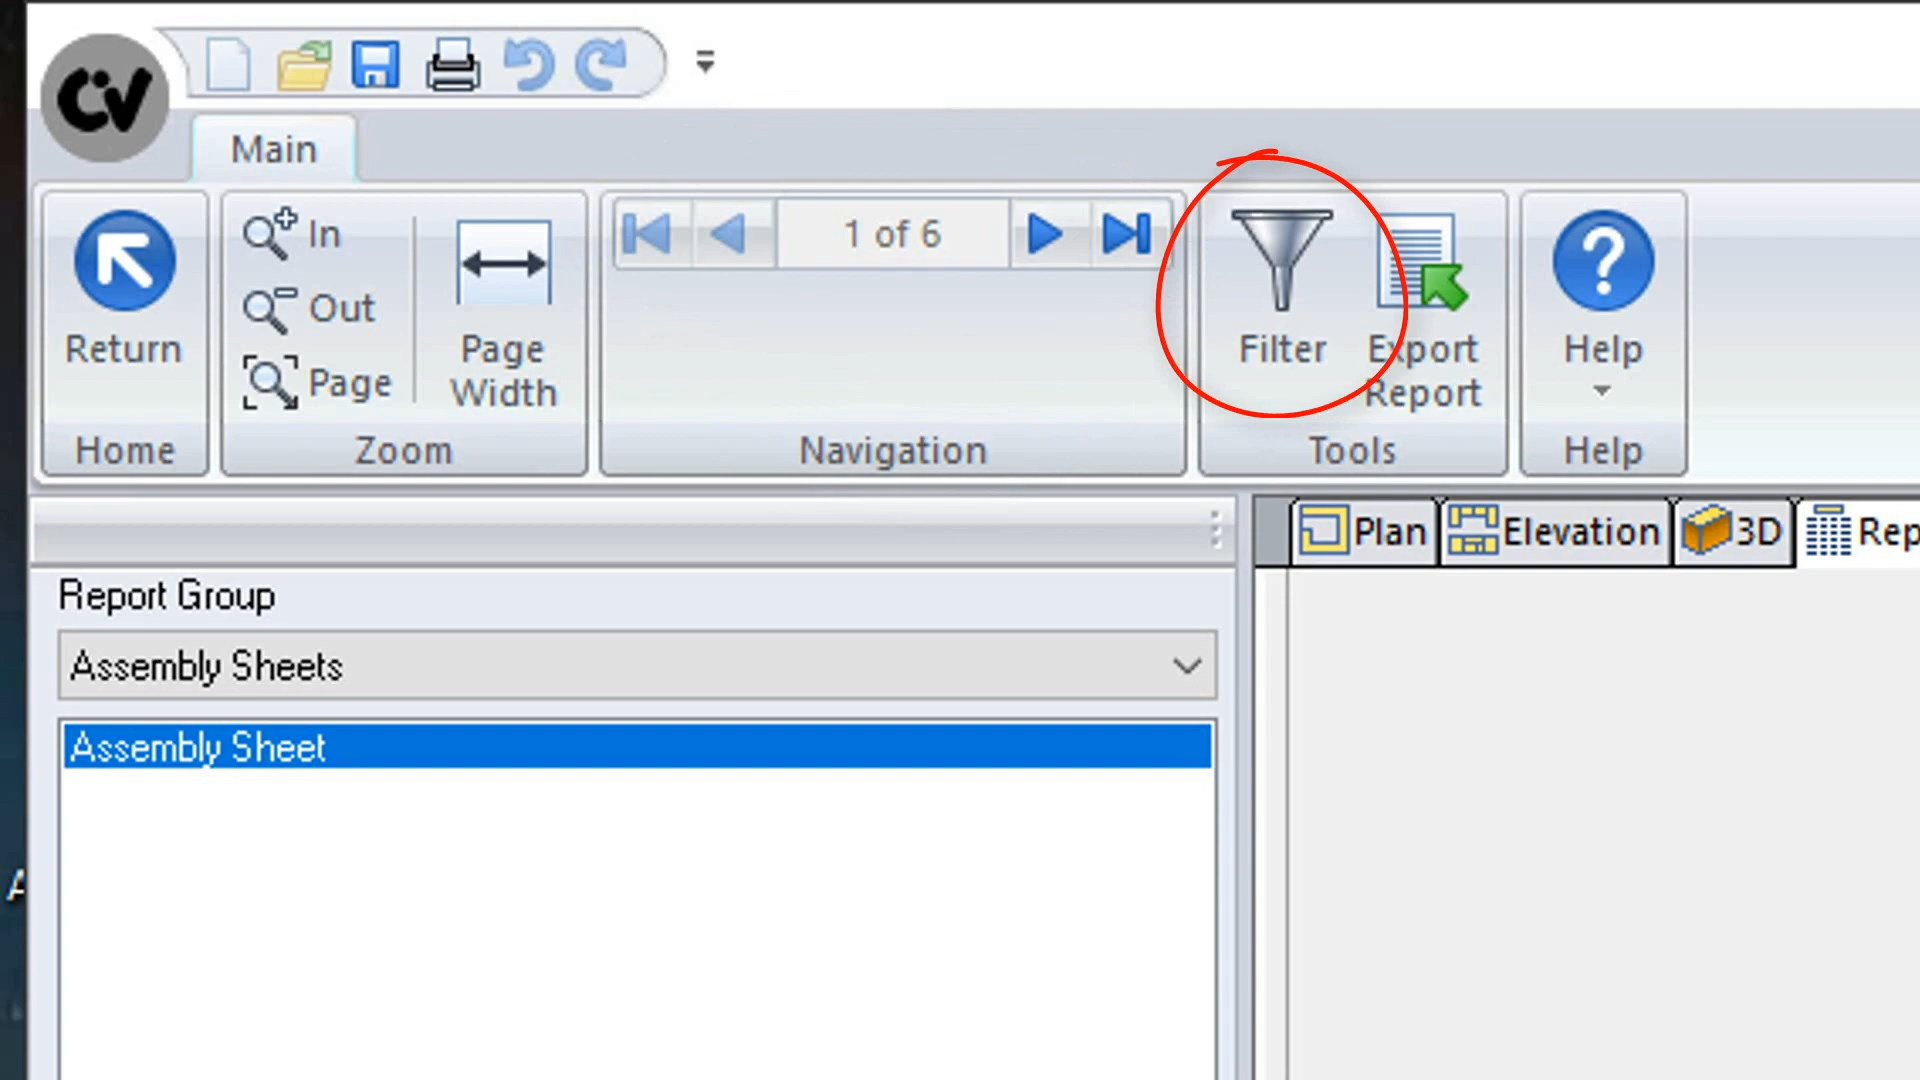 CV
Main
Return
In
Out
Page
Page
Width
1 of 6
Filter
Export
Report
Help
Home
Zoom
Navigation
Tools
Help
Plan
Elevation
3D
Rep
Report Group
Assembly Sheets
Assembly Sheet
A